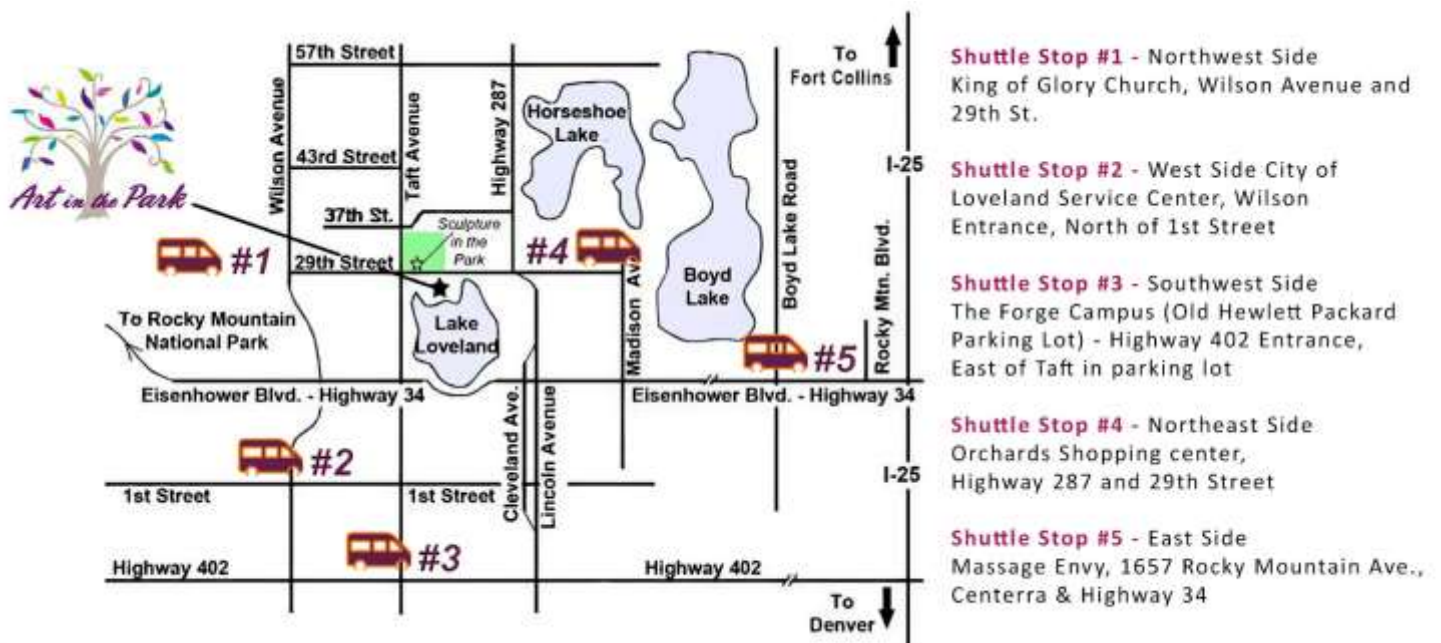 57th Street
To
Fort Collins
Wilson Avenue
Taft Avenue
Highway 287
Horseshoe
Lake
43rd Street
I-25
Art in the Park
37th St.
Sculpture
in the
Park
Boyd Lake Road
Rocky Mtn. Blvd.
#1
29th Street
#4
Madison Av
Boyd
Lake
To Rocky Mountain
National Park
Lake
Loveland
#5
Eisenhower Blvd. - Highway 34
Eisenhower Blvd. - Highway 34
Cleveland Ave.
Lincoln Avenue
#2
I-25
1st Street
1st Street
#3
Highway 402
Highway 402
To
Denver
Shuttle Stop #1 - Northwest Side
King of Glory Church, Wilson Avenue and
29th St.
Shuttle Stop #2 - West Side City of
Loveland Service Center, Wilson
Entrance, North of 1st Street
Shuttle Stop #3 - Southwest Side
The Forge Campus (Old Hewlett Packard
Parking Lot) - Highway 402 Entrance,
East of Taft in parking lot
Shuttle Stop #4 - Northeast Side
Orchards Shopping center,
Highway 287 and 29th Street
Shuttle Stop #5 - East Side
Massage Envy, 1657 Rocky Mountain Ave.,
Centerra & Highway 34